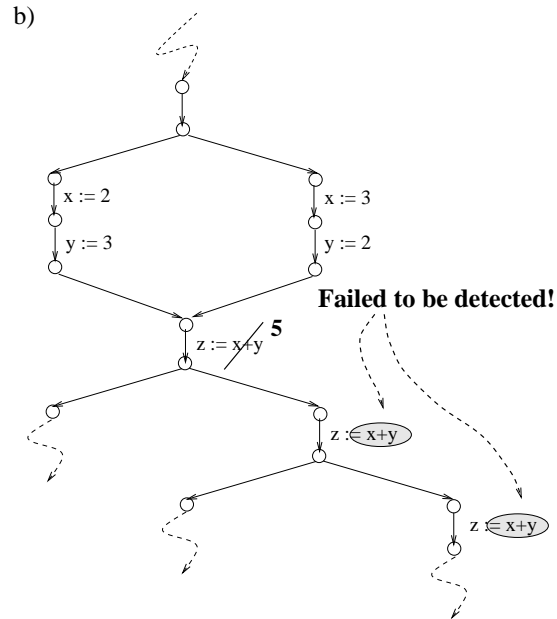 b)
x := 2
x := 3
y := 3
y := 2
Failed to be detected!
z := x+y 5
z := x+y
z := x+y